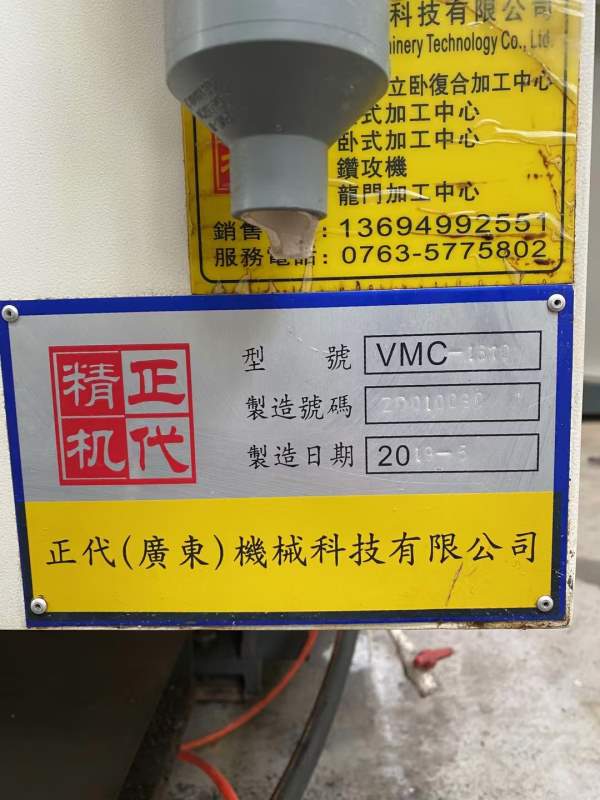 科技有限公司
hinery Technology Co., Ltd.
立卧復合加工中心
式加工中心
卧式加工中心
鑽攻機
龍門加工中心
銷售 : 13694992551
服務電話: 0763-5775802
精正
机代
型 號 VMC
製造號碼
製造日期 2019-5
正代(廣東)機械科技有限公司